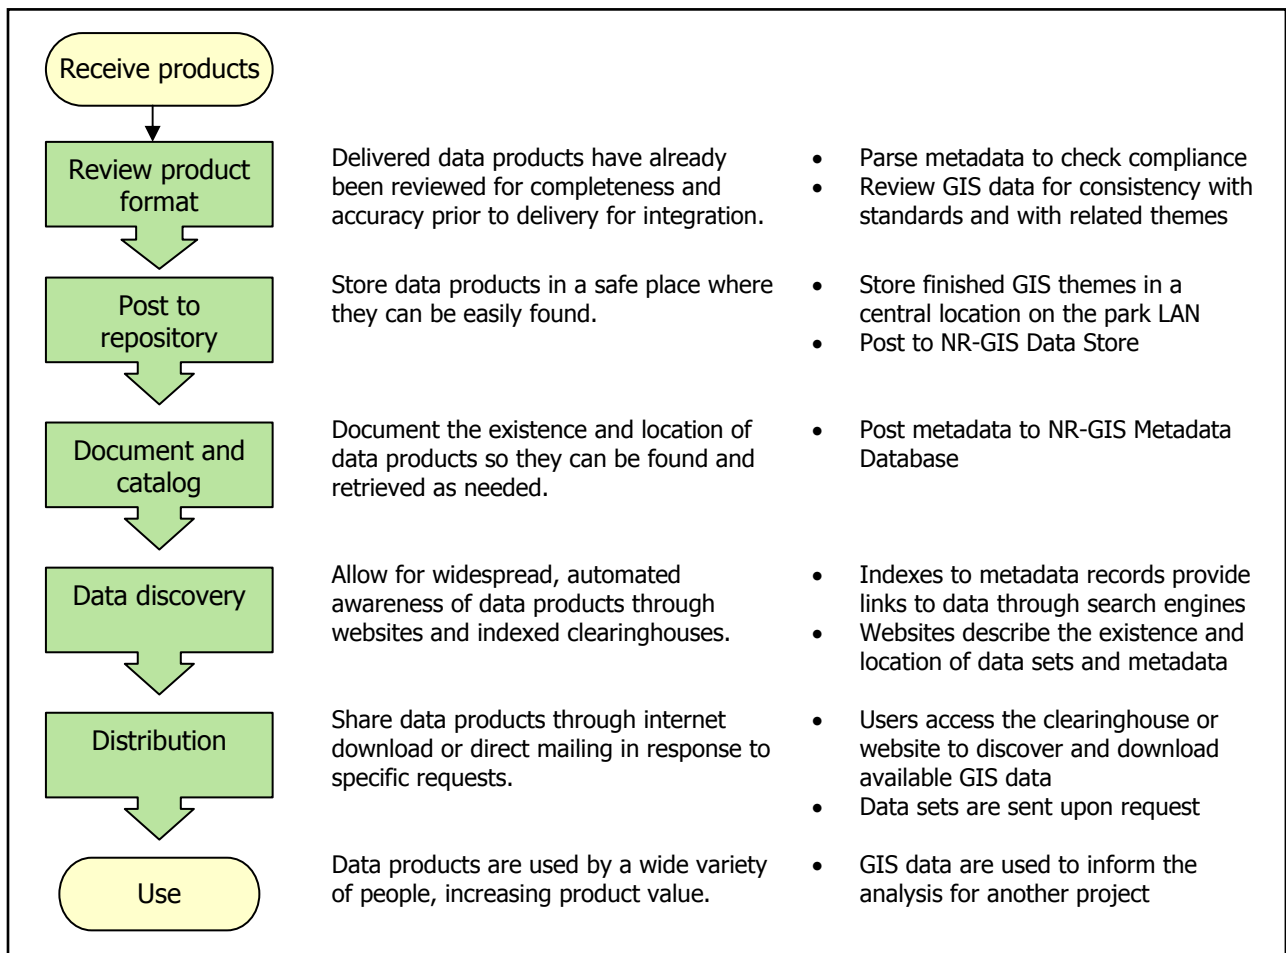 Receive products
Review product
format
Delivered data products have already
been reviewed for completeness and
accuracy prior to delivery for integration.
• Parse metadata to check compliance
• Review GIS data for consistency with
standards and with related themes
Post to
repository
Store data products in a safe place where
they can be easily found.
• Store finished GIS themes in a
central location on the park LAN
• Post to NR-GIS Data Store
Document and
catalog
Document the existence and location of
data products so they can be found and
retrieved as needed.
• Post metadata to NR-GIS Metadata
Database
Data discovery
Allow for widespread, automated
awareness of data products through
websites and indexed clearinghouses.
• Indexes to metadata records provide
links to data through search engines
• Websites describe the existence and
location of data sets and metadata
Distribution
Share data products through internet
download or direct mailing in response to
specific requests.
• Users access the clearinghouse or
website to discover and download
available GIS data
• Data sets are sent upon request
Use
Data products are used by a wide variety
of people, increasing product value.
• GIS data are used to inform the
analysis for another project